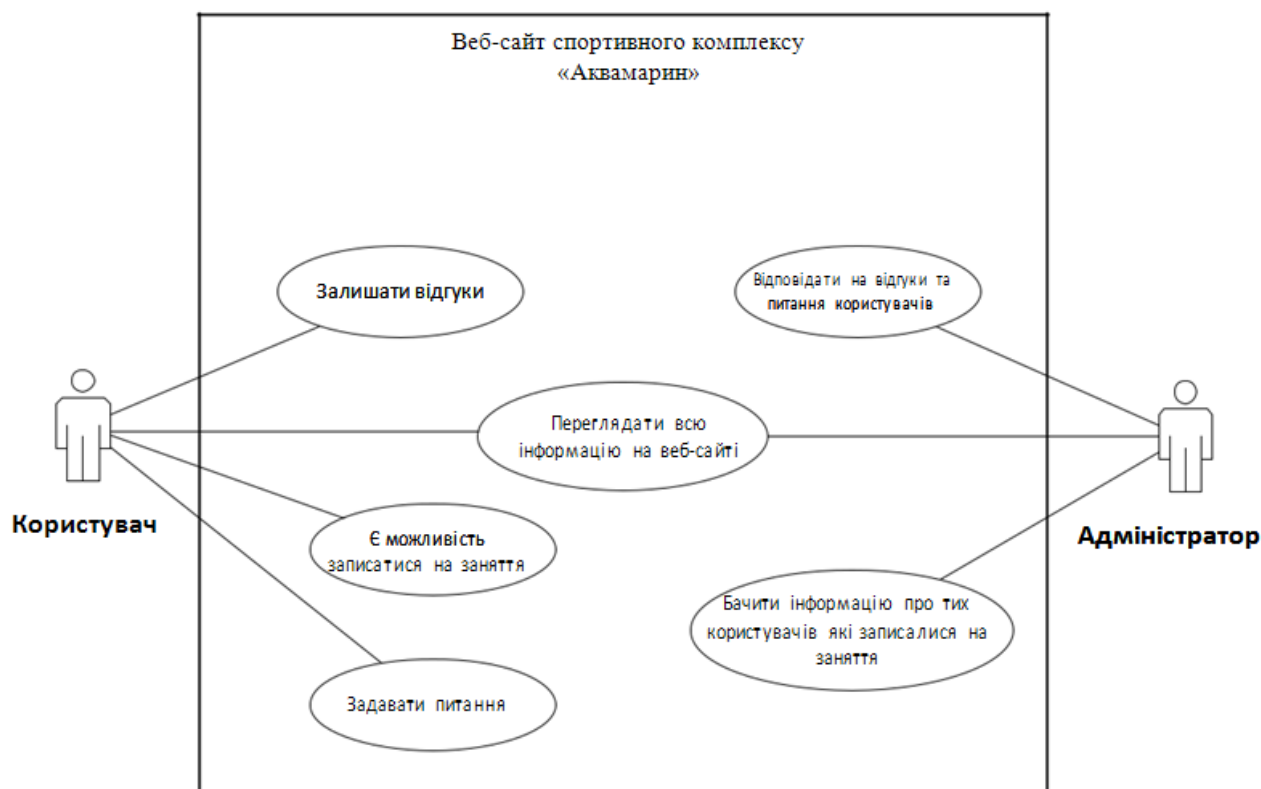 Веб-сайт спортивного комплексу
«Аквамарин»
Залишати відгуки
Відповідати на відгуки та
питання користувачів
Переглядати всю
інформацію на веб-сайті
Користувач
Адміністратор
Є можливість
записатися на заняття
Бачити інформацію про тих
користувачів які записалися на
заняття
Задавати питання